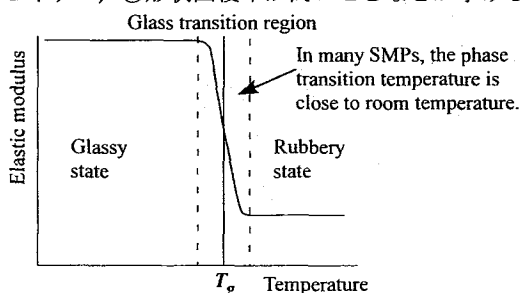 Glass transition region
In many SMPs, the phase
transition temperature is
close to room temperature.
Elastic modulus
Glassy
state
Rubbery
state
Tg
Temperature